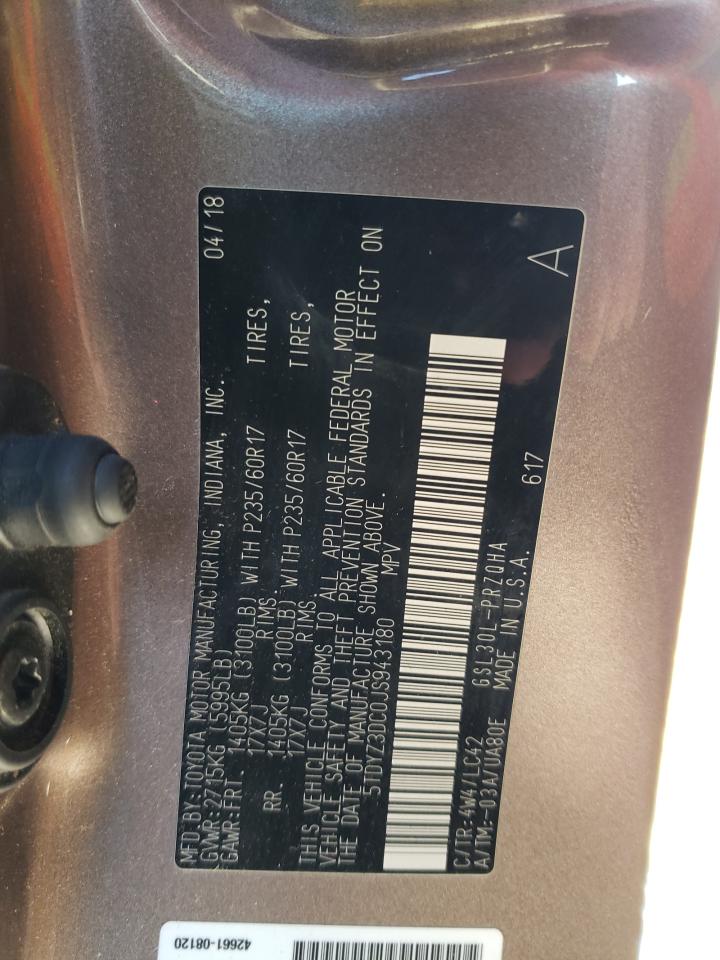 MFD BY:TOYOTA MOTOR MANUFACTURING, INDIANA, INC. 04/18
GVWR:2715KG (5995LB)
GAWR:FRT. 1405KG (3100LB) WITH P235/60R17 TIRES,
17X7J RIMS.
RR. 1405KG (3100LB) WITH P235/60R17 TIRES,
17X7J RIMS.
THIS VEHICLE CONFORMS TO ALL APPLICABLE FEDERAL MOTOR
VEHICLE SAFETY AND THEFT PREVENTION STANDARDS IN EFFECT ON
THE DATE OF MANUFACTURE SHOWN ABOVE.
5TDYZ3DC0JS943180 MPV
C/TR:4W4/LC42 GSL30L-PRZQHA 617
A/TM:-03A/UA80E MADE IN U.S.A. A
42661-08120